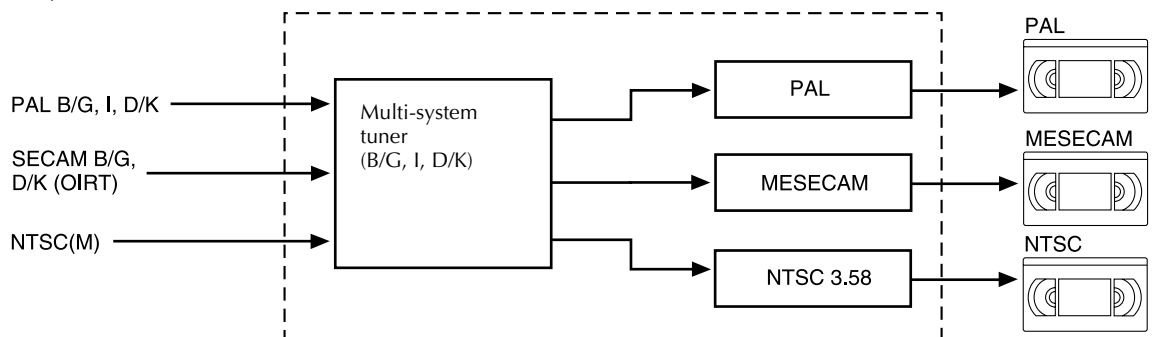 PAL B/G, I, D/K
SECAM B/G,
D/K (OIRT)
NTSC(M)
Multi-system
tuner
(B/G, I, D/K)
PAL
MESECAM
NTSC 3.58
PAL
MESECAM
NTSC